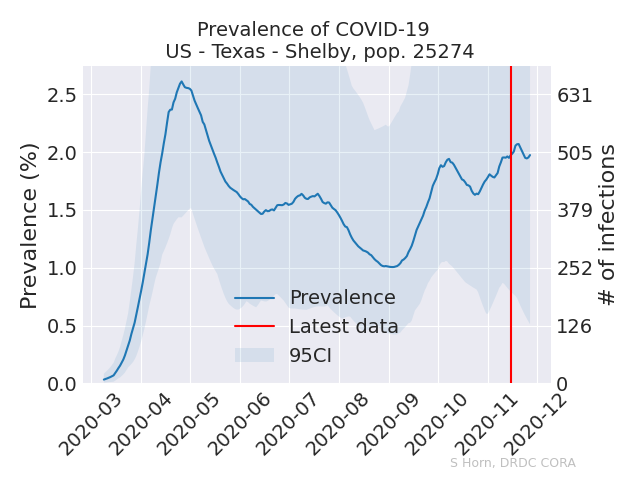 Prevalence of COVID-19
US - Texas - Shelby, pop. 25274
Prevalence (%)
2.5
2.0
1.5
1.0
0.5
0.0
631
505
379
252
126
0
# of infections
Prevalence
Latest data
95CI
2020-03
2020-04
2020-05
2020-06
2020-07
2020-08
2020-09
2020-10
2020-11
2020-12
S Horn, DRDC CORA